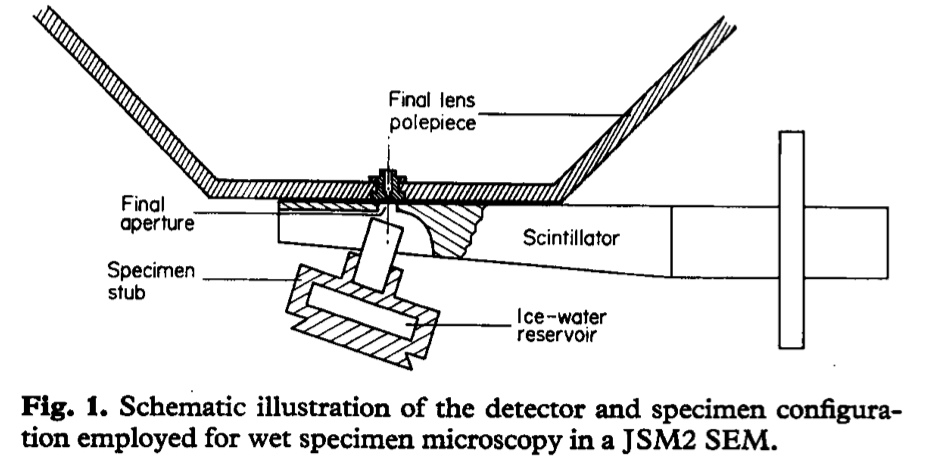 Final lens
polepiece
Final
aperture
Scintillator
Specimen
stub
Ice-water
reservoir
Fig. 1. Schematic illustration of the detector and specimen configura-
tion employed for wet specimen microscopy in a JSM2 SEM.